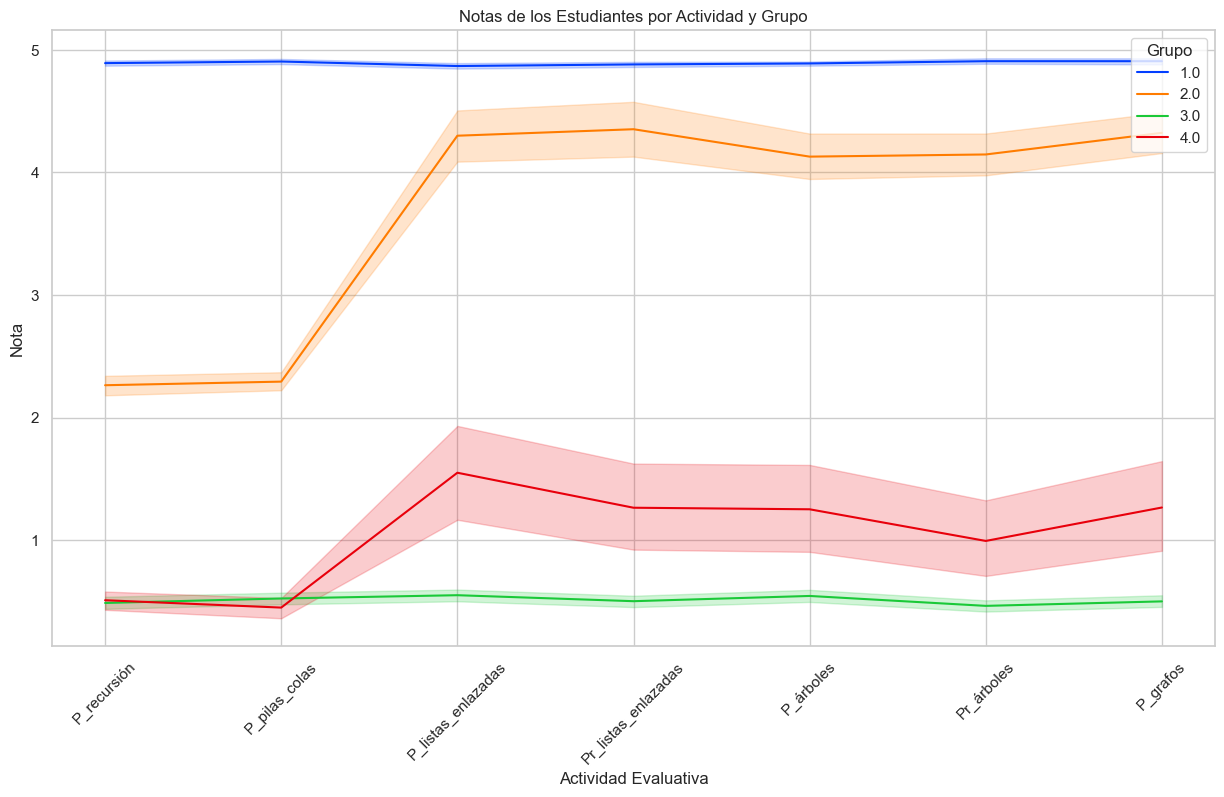 Notas de los Estudiantes por Actividad y Grupo
5
4
3
2
1
Nota
Grupo
1.0
2.0
3.0
4.0
P_recursión
P_pilas_colas
P_listas_enlazadas
Pr_listas_enlazadas
P_árboles
Pr_árboles
P_grafos
Actividad Evaluativa